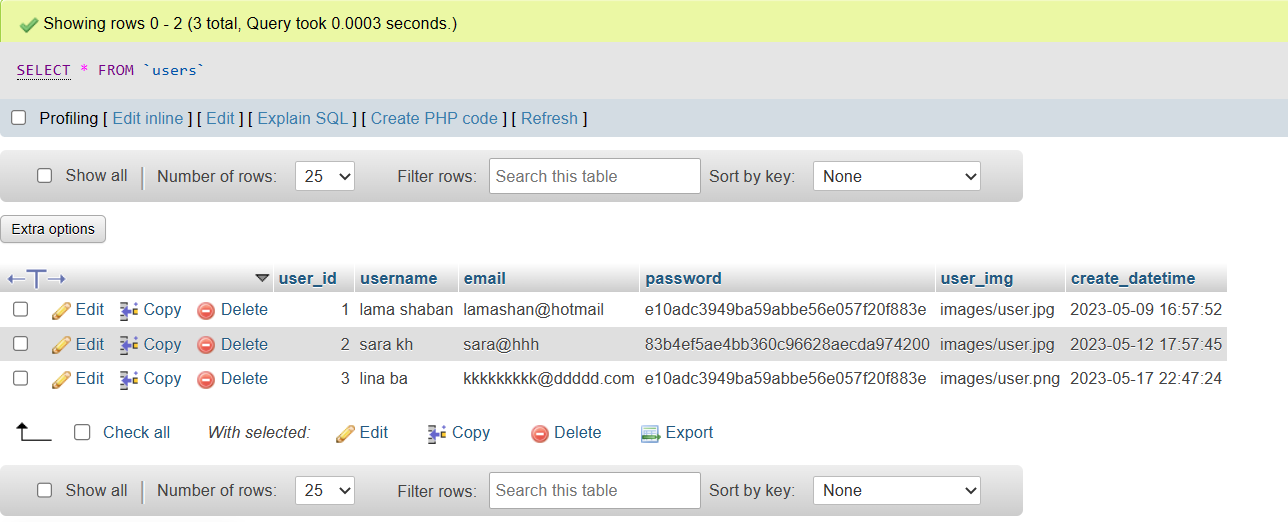 Showing rows 0 - 2 (3 total, Query took 0.0003 seconds.)
SELECT * FROM `users`
Profiling [ Edit inline ] [ Edit ] [ Explain SQL ] [ Create PHP code ] [ Refresh ]
Show all Number of rows: 25 Filter rows: Search this table Sort by key: None
Extra options
user_id username email password user_img create_datetime
Edit Copy Delete 1 lama shaban lamashan@hotmail e10adc3949ba59abbe56e057f20f883e images/user.jpg 2023-05-09 16:57:52
Edit Copy Delete 2 sara kh sara@hhh 83b4ef5ae4bb360c96628aecda974200 images/user.jpg 2023-05-12 17:57:45
Edit Copy Delete 3 lina ba kkkkkkkkk@ddddd.com e10adc3949ba59abbe56e057f20f883e images/user.png 2023-05-17 22:47:24
Check all With selected: Edit Copy Delete Export
Show all Number of rows: 25 Filter rows: Search this table Sort by key: None